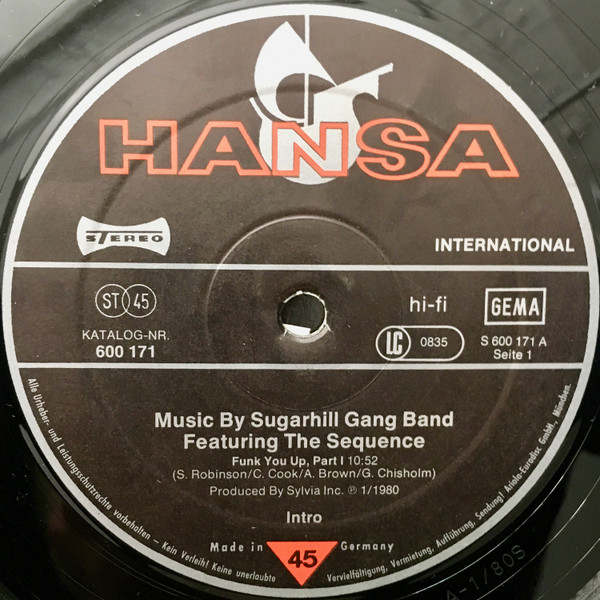 HANSA
STEREO
INTERNATIONAL
ST 45
hi-fi
GEMA
KATALOG-NR.
600 171
LC 0835
S 600 171 A
Seite 1
Music By Sugarhill Gang Band
Featuring The Sequence
Funk You Up, Part I 10:52
(S. Robinson/C. Cook/A. Brown/G. Chisholm)
Produced By Sylvia Inc. ℗ 1/1980
Intro
Made in 45 Germany
Alle Urheber- und Leistungsschutzrechte vorbehalten – Kein Verleih! Keine unerlaubte Vervielfältigung, Vermietung, Aufführung, Sendung! Ariola-Eurodisc GmbH., München.
A-1/80S